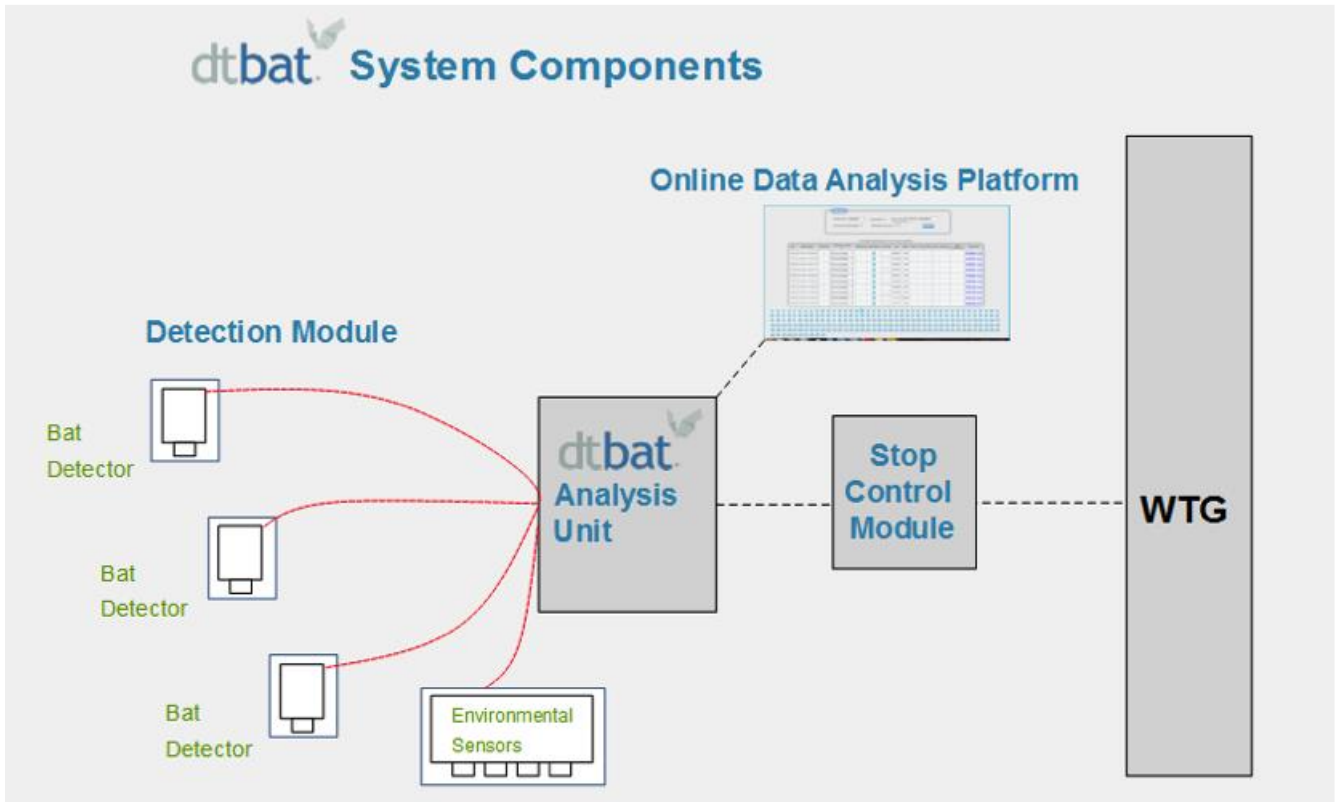 dtbat. System Components
Online Data Analysis Platform
Detection Module
Bat
Detector
Bat
Detector
Bat
Detector
Environmental
Sensors
dtbat.
Analysis
Unit
Stop
Control
Module
WTG